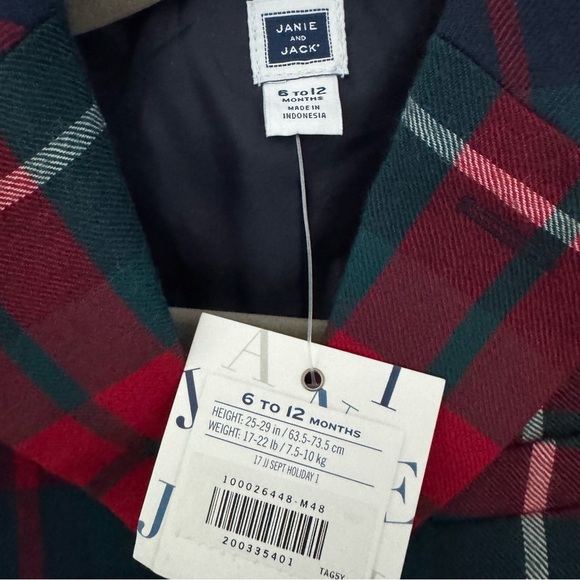 JANIE
AND
JACK®
6 TO 12
MONTHS
MADE IN
INDONESIA
6 TO 12 MONTHS
HEIGHT: 25-29 in / 63.5-73.5 cm
WEIGHT: 17-22 lb / 7.5-10 kg
17 JJ SEPT HOLIDAY 1
100026448-M48
200335401
TAG5Y